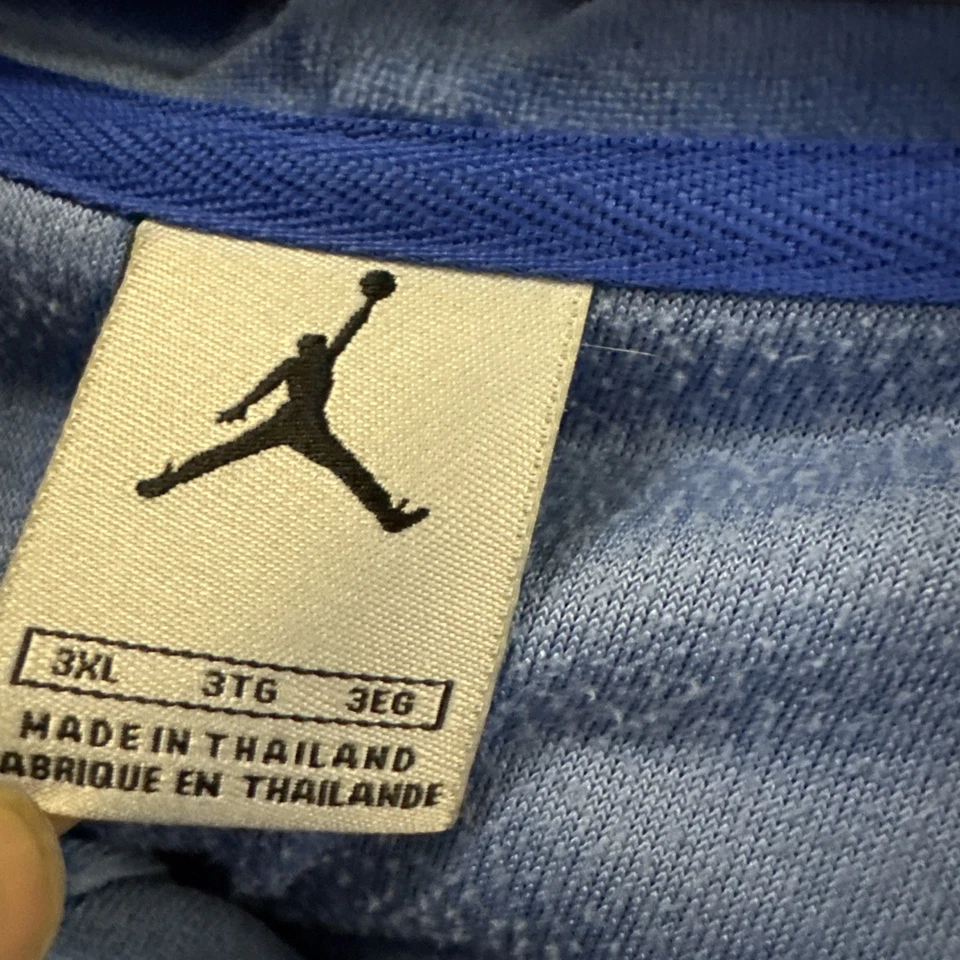 3XL 3TG 3EG
MADE IN THAILAND
ABRIQUE EN THAILANDE